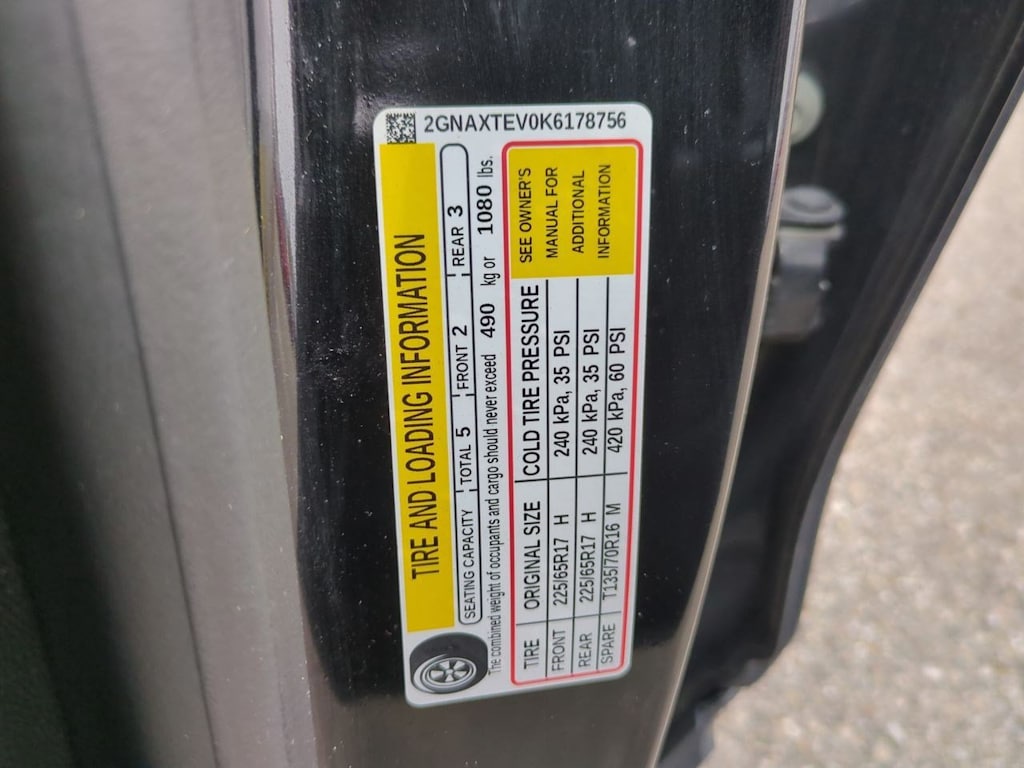 2GNAXTEV0K6178756
TIRE AND LOADING INFORMATION
SEATING CAPACITY TOTAL 5 FRONT 2 REAR 3
The combined weight of occupants and cargo should never exceed 490 kg or 1080 lbs.
TIRE ORIGINAL SIZE COLD TIRE PRESSURE
FRONT 225/65R17 H 240 kPa, 35 PSI
REAR 225/65R17 H 240 kPa, 35 PSI
SPARE T135/70R16 M 420 kPa, 60 PSI
SEE OWNER'S
MANUAL FOR
ADDITIONAL
INFORMATION